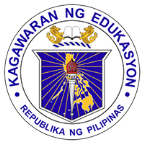 KAGAWARAN NG EDUKASYON
REPUBLIKA NG PILIPINAS